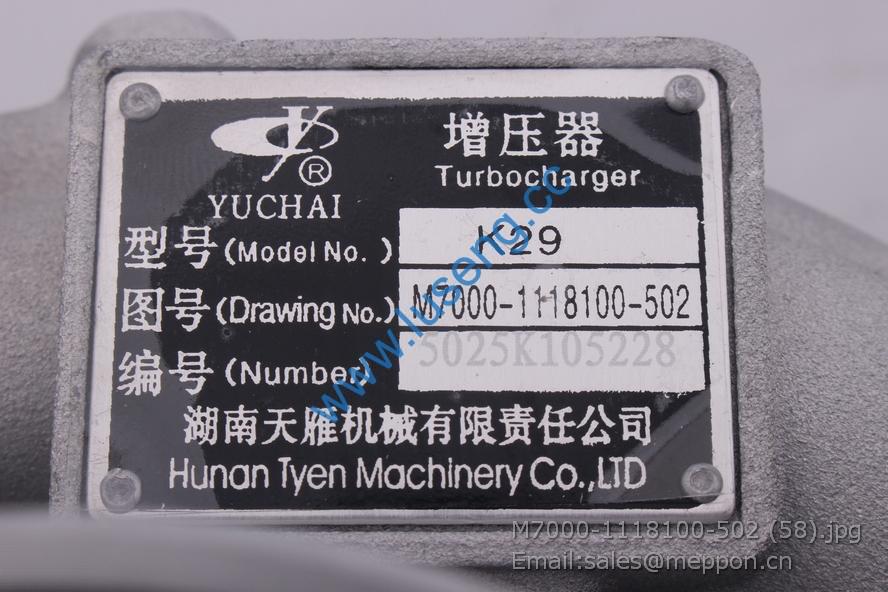 增压器
Turbocharger
®
YUCHAI
型号(Model No. ) K29
图号(Drawing No.) M7000-1118100-502
编号(Number) 5025K105228
湖南天雁机械有限责任公司
Hunan Tyen Machinery Co.,LTD
www.luseng.cc
M7000-1118100-502 (58).jpg
Email:sales@meppon.cn